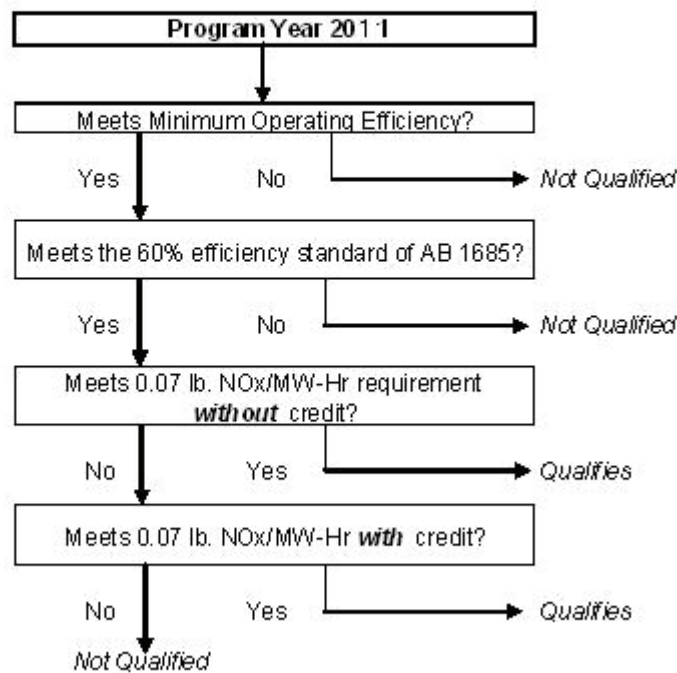 Program Year 2011
Meets Minimum Operating Efficiency?
Yes No Not Qualified
Meets the 60% efficiency standard of AB 1685?
Yes No Not Qualified
Meets 0.07 lb. NOx/MW-Hr requirement
without credit?
No Yes Qualifies
Meets 0.07 lb. NOx/MW-Hr with credit?
No Yes Qualifies
Not Qualified